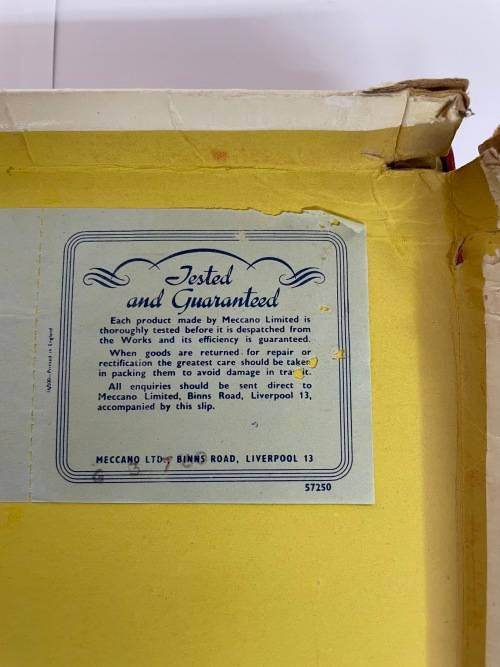 Tested
and Guaranteed
Each product made by Meccano Limited is
thoroughly tested before it is despatched from
the Works and its efficiency is guaranteed.
When goods are returned for repair or
rectification the greatest care should be taken
in packing them to avoid damage in transit.
All enquiries should be sent direct to
Meccano Limited, Binns Road, Liverpool 13,
accompanied by this slip.
MECCANO LTD. BINNS ROAD, LIVERPOOL 13
57250
Printed in England